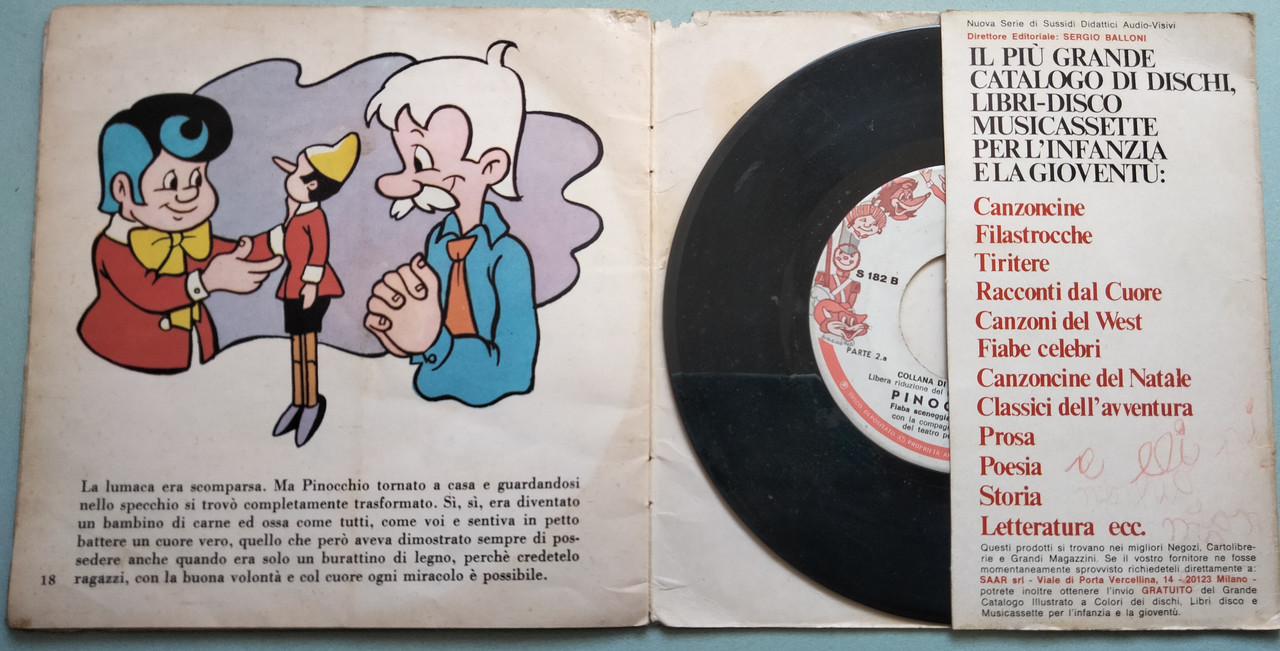 La lumaca era scomparsa. Ma Pinocchio tornato a casa e guardandosi
nello specchio si trovò completamente trasformato. Sì, sì, era diventato
un bambino di carne ed ossa come tutti, come voi e sentiva in petto
battere un cuore vero, quello che però aveva dimostrato sempre di pos-
sedere anche quando era solo un burattino di legno, perchè credetelo
ragazzi, con la buona volontà e col cuore ogni miracolo è possibile.
18
S 182 B
PARTE 2.a
COLLANA DI
Libera riduzione del
PINOC
Fiaba sceneggia
con la compag
del teatro pe
Nuova Serie di Sussidi Didattici Audio-Visivi
Direttore Editoriale: SERGIO BALLONI
IL PIÙ GRANDE
CATALOGO DI DISCHI,
LIBRI-DISCO
MUSICASSETTE
PER L'INFANZIA
E LA GIOVENTÙ:
Canzoncine
Filastrocche
Tiritere
Racconti dal Cuore
Canzoni del West
Fiabe celebri
Canzoncine del Natale
Classici dell'avventura
Prosa
Poesia
Storia
Letteratura ecc.
Questi prodotti si trovano nei migliori Negozi, Cartolibre-
rie e Grandi Magazzini. Se il vostro fornitore ne fosse
momentaneamente sprovvisto richiedeteli direttamente a:
SAAR srl - Viale di Porta Vercellina, 14 - 20123 Milano -
potrete inoltre ottenere l'invio GRATUITO del Grande
Catalogo Illustrato a Colori dei dischi, Libri disco e
Musicassette per l'infanzia e la gioventù.